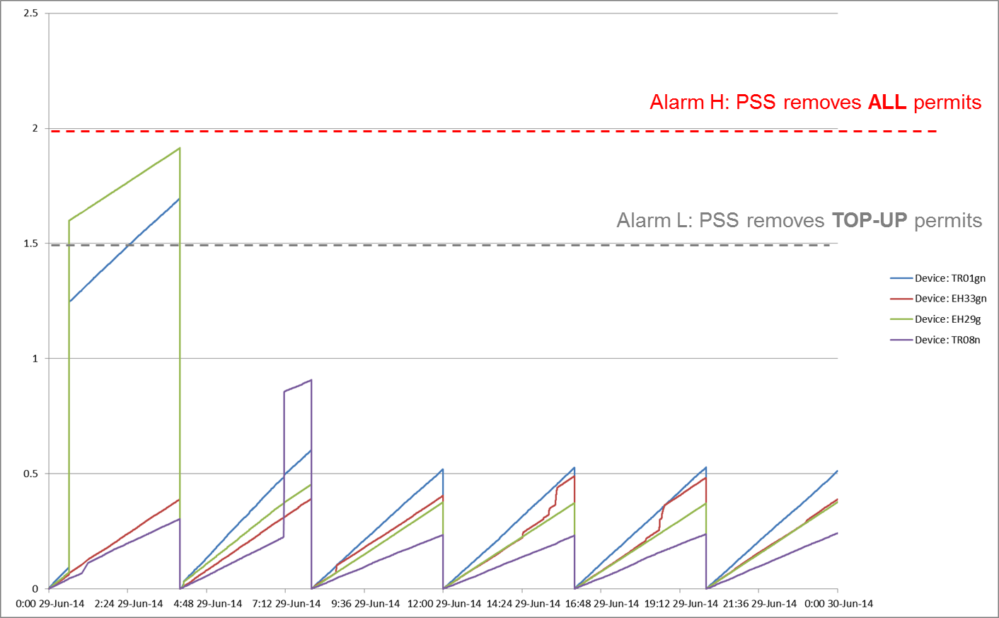 2.5
Alarm H: PSS removes ALL permits
2
Alarm L: PSS removes TOP-UP permits
1.5
Device: TR01gn
Device: EH33gn
Device: EH29g
Device: TR08n
1
0.5
0
0:00 29-Jun-14 2:24 29-Jun-14 4:48 29-Jun-14 7:12 29-Jun-14 9:36 29-Jun-14 12:00 29-Jun-14 14:24 29-Jun-14 16:48 29-Jun-14 19:12 29-Jun-14 21:36 29-Jun-14 0:00 30-Jun-14